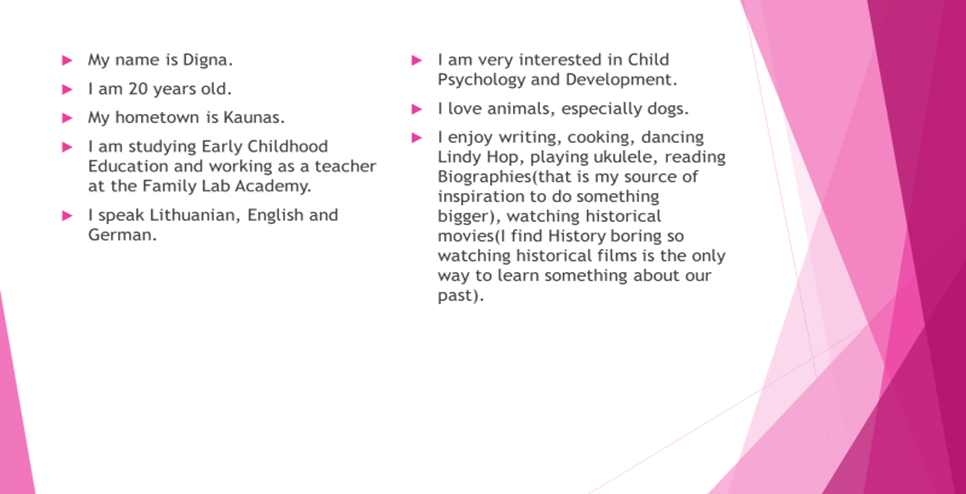 My name is Digna.
I am 20 years old.
My hometown is Kaunas.
I am studying Early Childhood
Education and working as a teacher
at the Family Lab Academy.
I speak Lithuanian, English and
German.
I am very interested in Child
Psychology and Development.
I love animals, especially dogs.
I enjoy writing, cooking, dancing
Lindy Hop, playing ukulele, reading
Biographies(that is my source of
inspiration to do something
bigger), watching historical
movies(I find History boring so
watching historical films is the only
way to learn something about our
past).